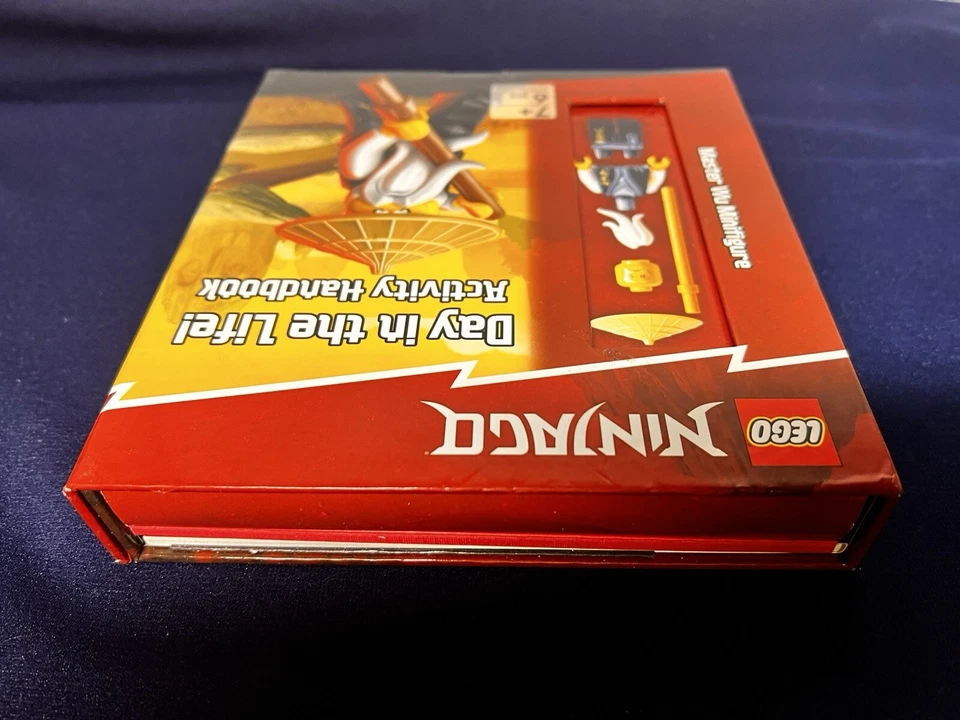 LEGO
NINJAGO
Day in the Life!
Activity Handbook
Master Wu Minifigure